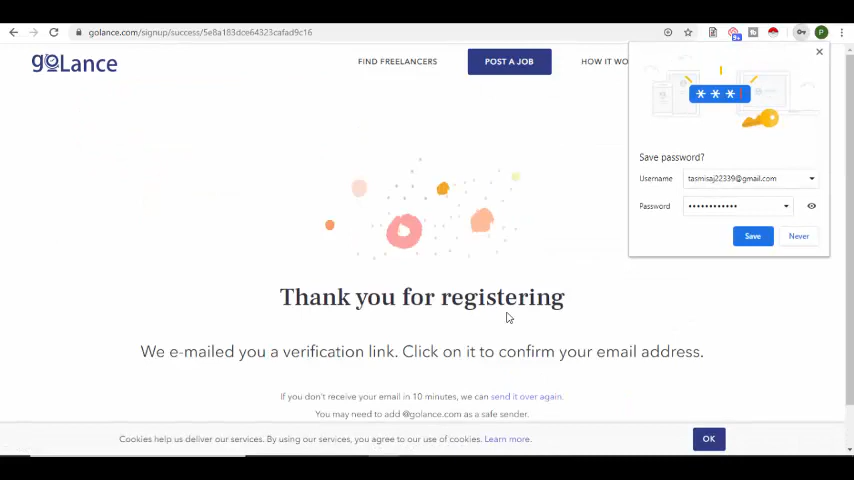 golance.com/signup/success/5e8a183dce64323cafad9c16
9+
P
goLance
FIND FREELANCERS
POST A JOB
HOW IT WO
* * *
Save password?
Username
tasmisaj22339@gmail.com
Password
••••••••••••
Save
Never
Thank you for registering
We e-mailed you a verification link. Click on it to confirm your email address.
If you don't receive your email in 10 minutes, we can send it over again.
You may need to add @golance.com as a safe sender.
Cookies help us deliver our services. By using our services, you agree to our use of cookies. Learn more.
OK